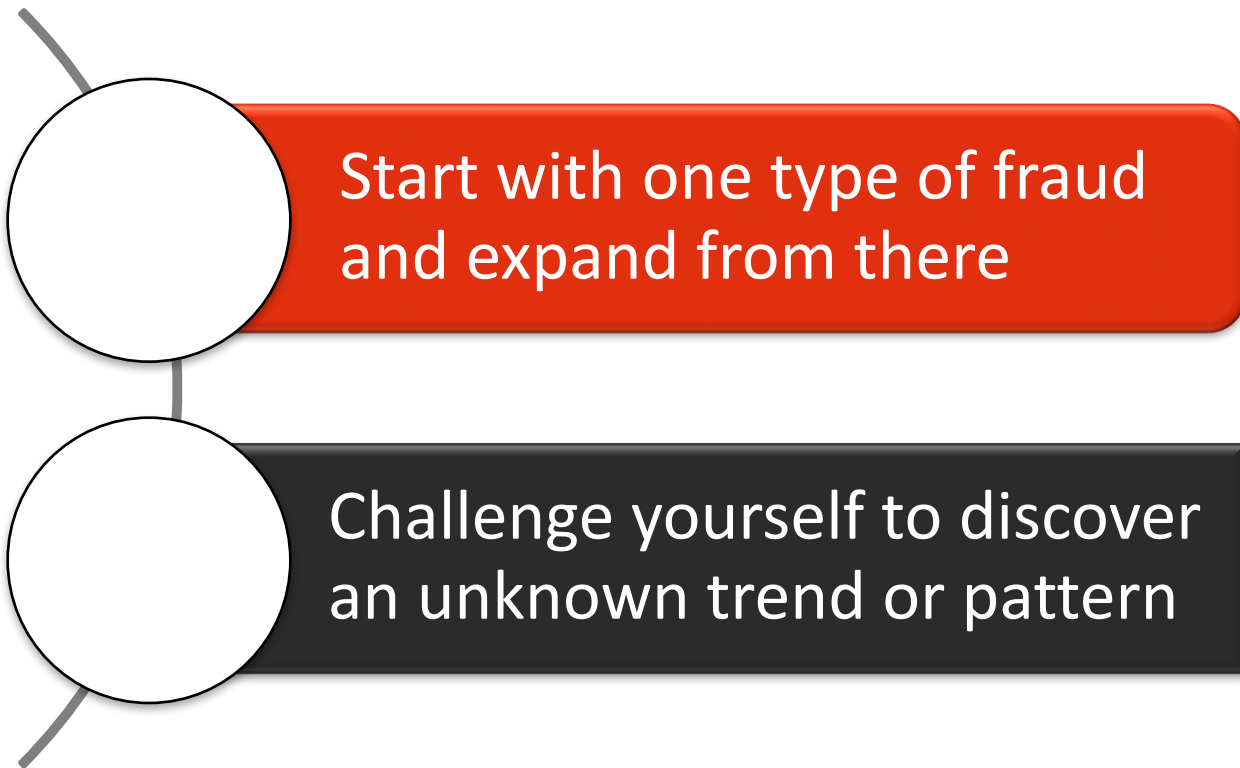 Start with one type of fraud
and expand from there
Challenge yourself to discover
an unknown trend or pattern